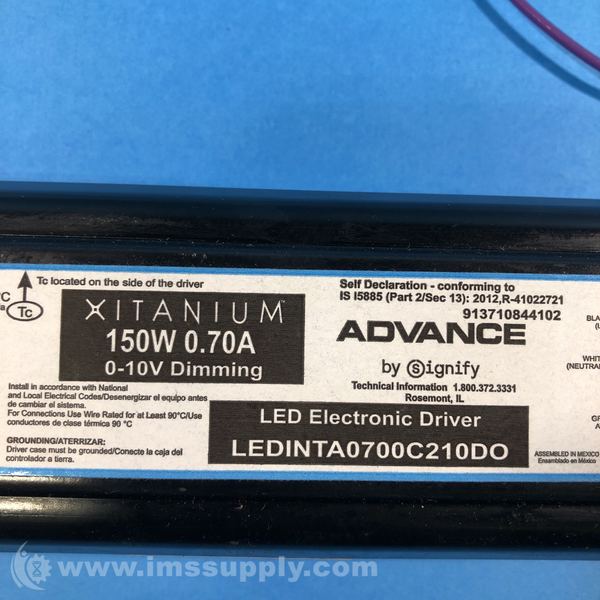 Tc located on the side of the driver
°C
Tc
XITANIUM™
150W 0.70A
0-10V Dimming
Install in accordance with National
and Local Electrical Codes/Desenergizar el equipo antes
de cambiar el sistema.
For Connections Use Wire Rated for at Least 90°C/Use
conductores de clase térmica 90 °C
GROUNDING/ATERRIZAR:
Driver case must be grounded/Conecte la caja del
controlador a tierra.
Self Declaration - conforming to
IS I5885 (Part 2/Sec 13): 2012,R-41022721
913710844102
ADVANCE
by Signify
Technical Information 1.800.372.3331
Rosemont, IL
LED Electronic Driver
LEDINTA0700C210DO
BLA
(L
WHIT
(NEUTRA
ASSEMBLED IN MEXICO
Ensamblado en México
www.imssupply.com